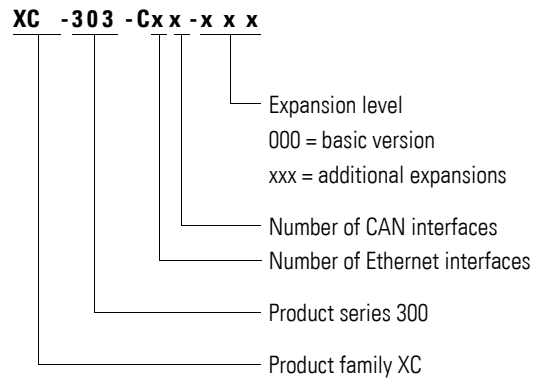 XC -303 -Cxx -x x x
Expansion level
000 = basic version
xxx = additional expansions
Number of CAN interfaces
Number of Ethernet interfaces
Product series 300
Product family XC